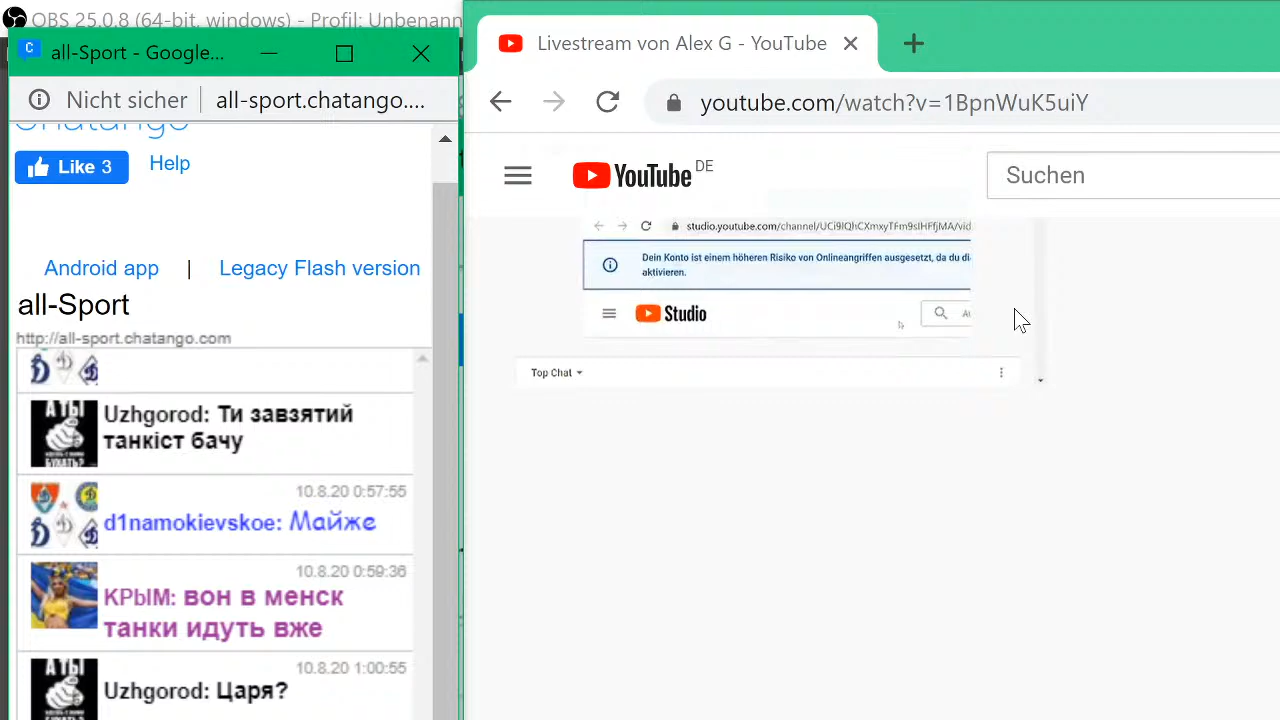 OBS 25.0.8 (64-bit, windows) - Profil: Unbenann
all-Sport - Google...
Nicht sicher
all-sport.chatango....
chatango
Like 3
Help
Android app | Legacy Flash version
all-Sport
http://all-sport.chatango.com
Uzhgorod: Ти завзятий
танкіст бачу
10.8.20 0:57:55
d1namokievskoe: Майже
10.8.20 0:59:36
КРЫМ: вон в менск
танки идуть вже
10.8.20 1:00:55
Uzhgorod: Царя?
А ТЫ
А ТЫ
Livestream von Alex G - YouTube
youtube.com/watch?v=1BpnWuK5uiY
YouTube DE
Suchen
studio.youtube.com/channel/UCi9IQhCXmxyTFm9slHFfjMA/vid
Dein Konto ist einem höheren Risiko von Onlineangriffen ausgesetzt, da du di
aktivieren.
Studio
Top Chat